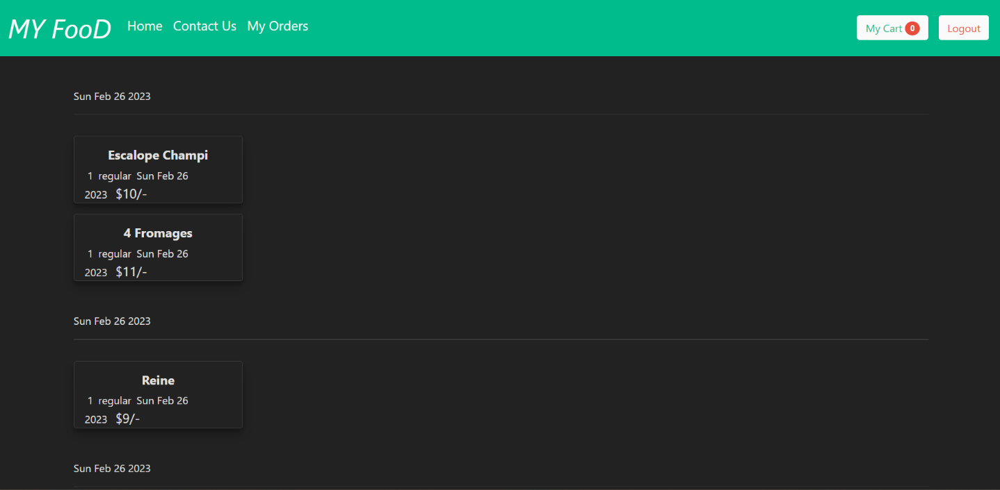 MY FooD Home Contact Us My Orders My Cart 0 Logout
Sun Feb 26 2023
Escalope Champi
1 regular Sun Feb 26
2023 $10/-
4 Fromages
1 regular Sun Feb 26
2023 $11/-
Sun Feb 26 2023
Reine
1 regular Sun Feb 26
2023 $9/-
Sun Feb 26 2023